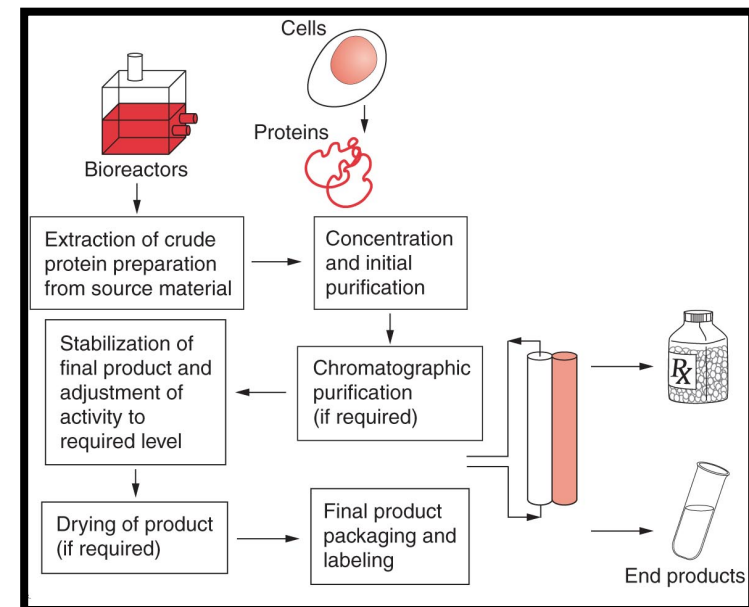 Cells
Proteins
Bioreactors
Extraction of crude
protein preparation
from source material
Concentration
and initial
purification
Stabilization of
final product and
adjustment of
activity to
required level
Chromatographic
purification
(if required)
Rx
Drying of product
(if required)
Final product
packaging and
labeling
End products